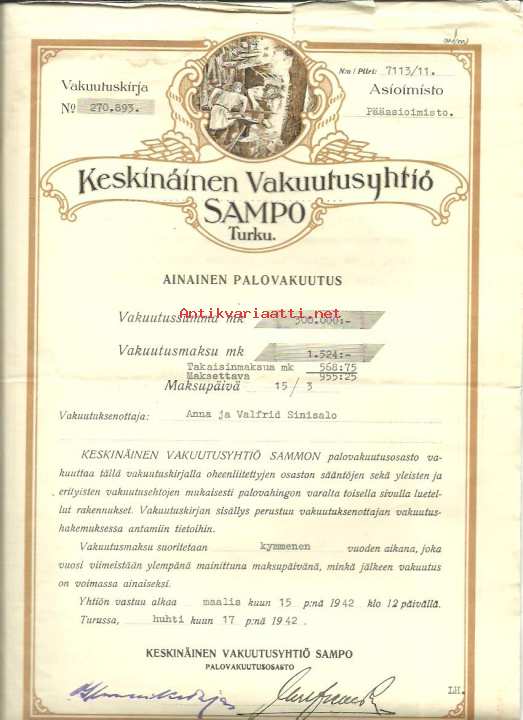 N:o / Piiri: 7113/11.
Vakuutuskirja
Asioimisto
No 270.893.
Pääasioimisto.
Keskinäinen Vakuutusyhtiö
SAMPO
Turku.
AINAINEN PALOVAKUUTUS
Antikvariaatti.net
Vakuutussumma mk 300.000:-
Vakuutusmaksu mk 1.524:-
Takaisinmaksua mk 568:75
Maksettava 955:25
Maksupäivä 15 / 3
Vakuutuksenottaja: Anna ja Valfrid Sinisalo
KESKINÄINEN VAKUUTUSYHTIÖ SAMMON palovakuutusosasto va-
kuuttaa tällä vakuutuskirjalla oheenliitettyjen osaston sääntöjen sekä yleisten ja
erityisten vakuutusehtojen mukaisesti palovahingon varalta toisella sivulla luetel-
lut rakennukset. Vakuutuskirjan sisällys perustuu vakuutuksenottajan vakuutus-
hakemuksessa antamiin tietoihin.
Vakuutusmaksu suoritetaan kymmenen vuoden aikana, joka
vuosi viimeistään ylempänä mainittuna maksupäivänä, minkä jälkeen vakuutus
on voimassa ainaiseksi.
Yhtiön vastuu alkaa maalis kuun 15 p:nä 1942 klo 12 päivällä.
Turussa, huhti kuun 17 p:nä 1942.
KESKINÄINEN VAKUUTUSYHTIÖ SAMPO
PALOVAKUUTUSOSASTO
LH.